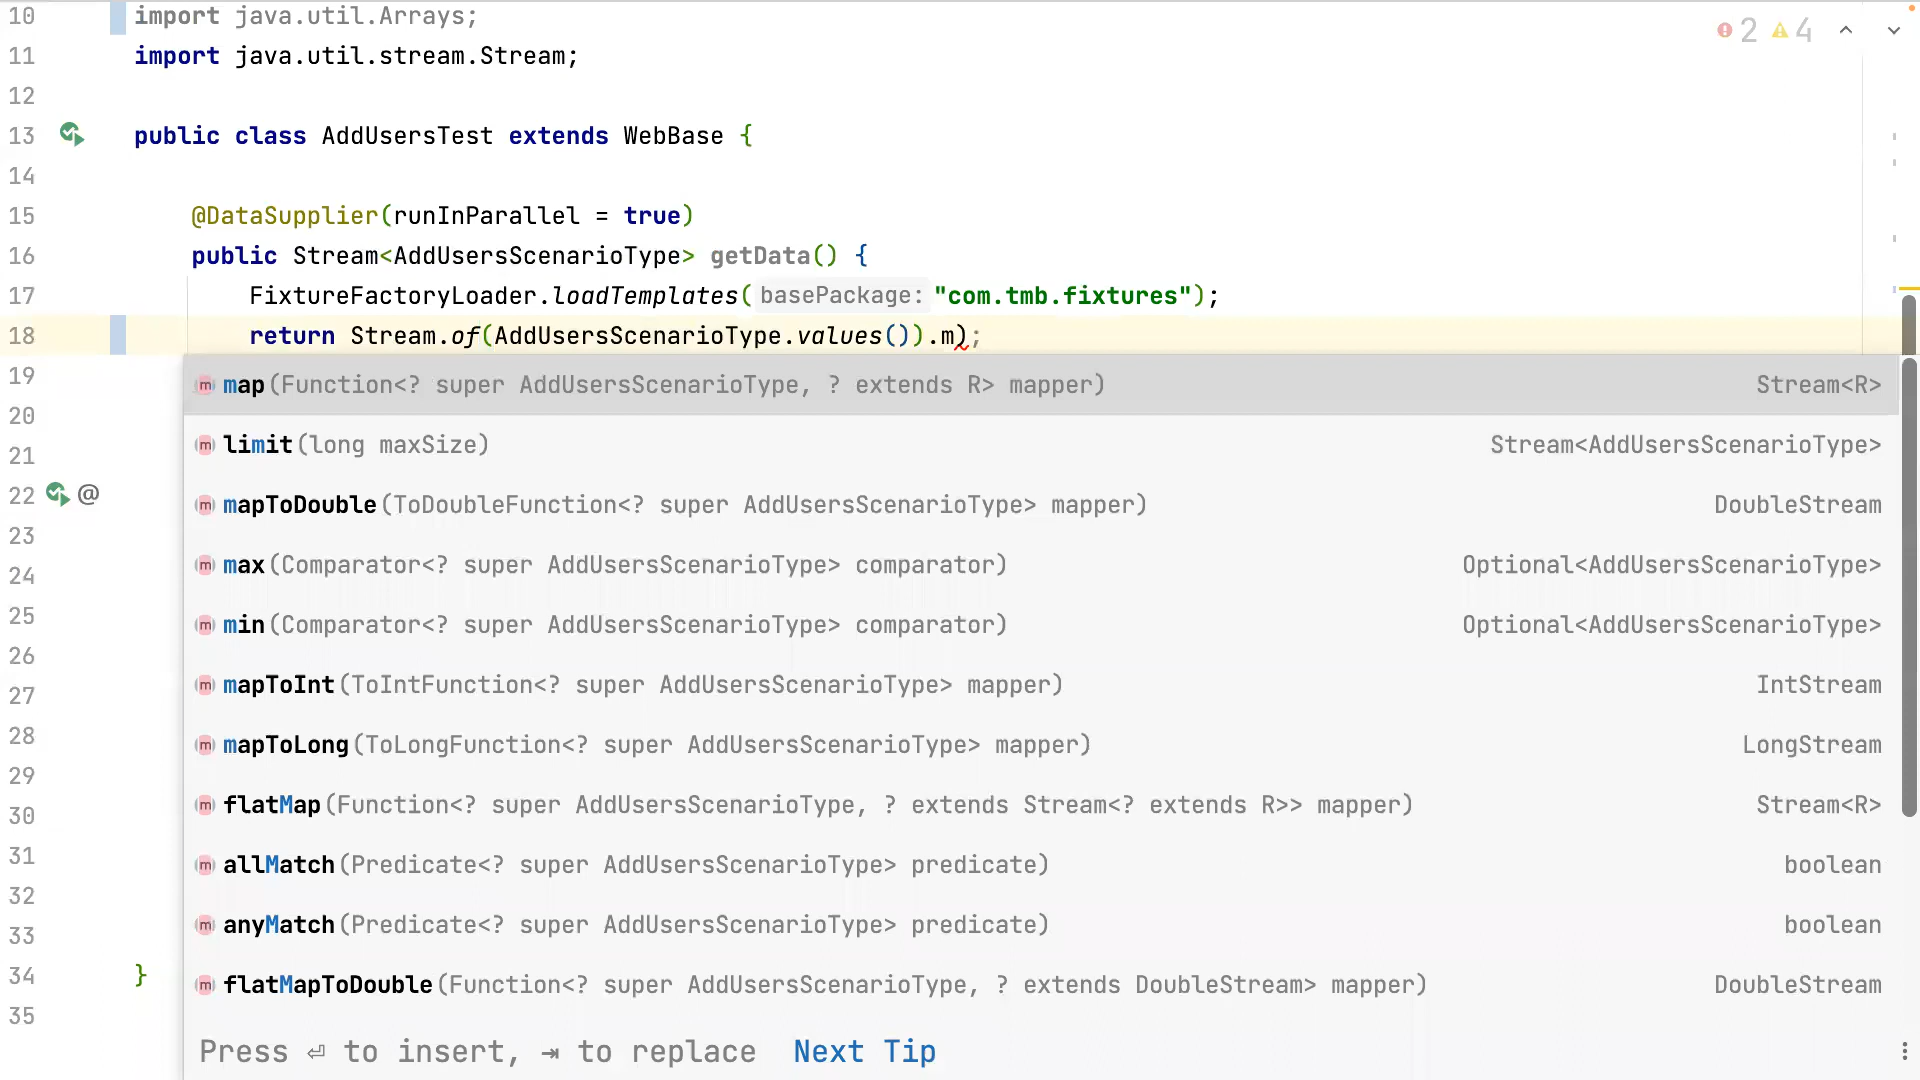 10 import java.util.Arrays;
11 import java.util.stream.Stream;
12
13 public class AddUsersTest extends WebBase {
14
15 @DataSupplier(runInParallel = true)
16 public Stream<AddUsersScenarioType> getData() {
17 FixtureFactoryLoader.loadTemplates( basePackage: "com.tmb.fixtures");
18 return Stream.of(AddUsersScenarioType.values()).m);
19
20
21
22 @
23
24
25
26
27
28
29
30
31
32
33
34 }
35
2 4
m map(Function<? super AddUsersScenarioType, ? extends R> mapper) Stream<R>
m limit(long maxSize) Stream<AddUsersScenarioType>
m mapToDouble(ToDoubleFunction<? super AddUsersScenarioType> mapper) DoubleStream
m max(Comparator<? super AddUsersScenarioType> comparator) Optional<AddUsersScenarioType>
m min(Comparator<? super AddUsersScenarioType> comparator) Optional<AddUsersScenarioType>
m mapToInt(ToIntFunction<? super AddUsersScenarioType> mapper) IntStream
m mapToLong(ToLongFunction<? super AddUsersScenarioType> mapper) LongStream
m flatMap(Function<? super AddUsersScenarioType, ? extends Stream<? extends R>> mapper) Stream<R>
m allMatch(Predicate<? super AddUsersScenarioType> predicate) boolean
m anyMatch(Predicate<? super AddUsersScenarioType> predicate) boolean
m flatMapToDouble(Function<? super AddUsersScenarioType, ? extends DoubleStream> mapper) DoubleStream
Press ⏎ to insert, ⇥ to replace Next Tip